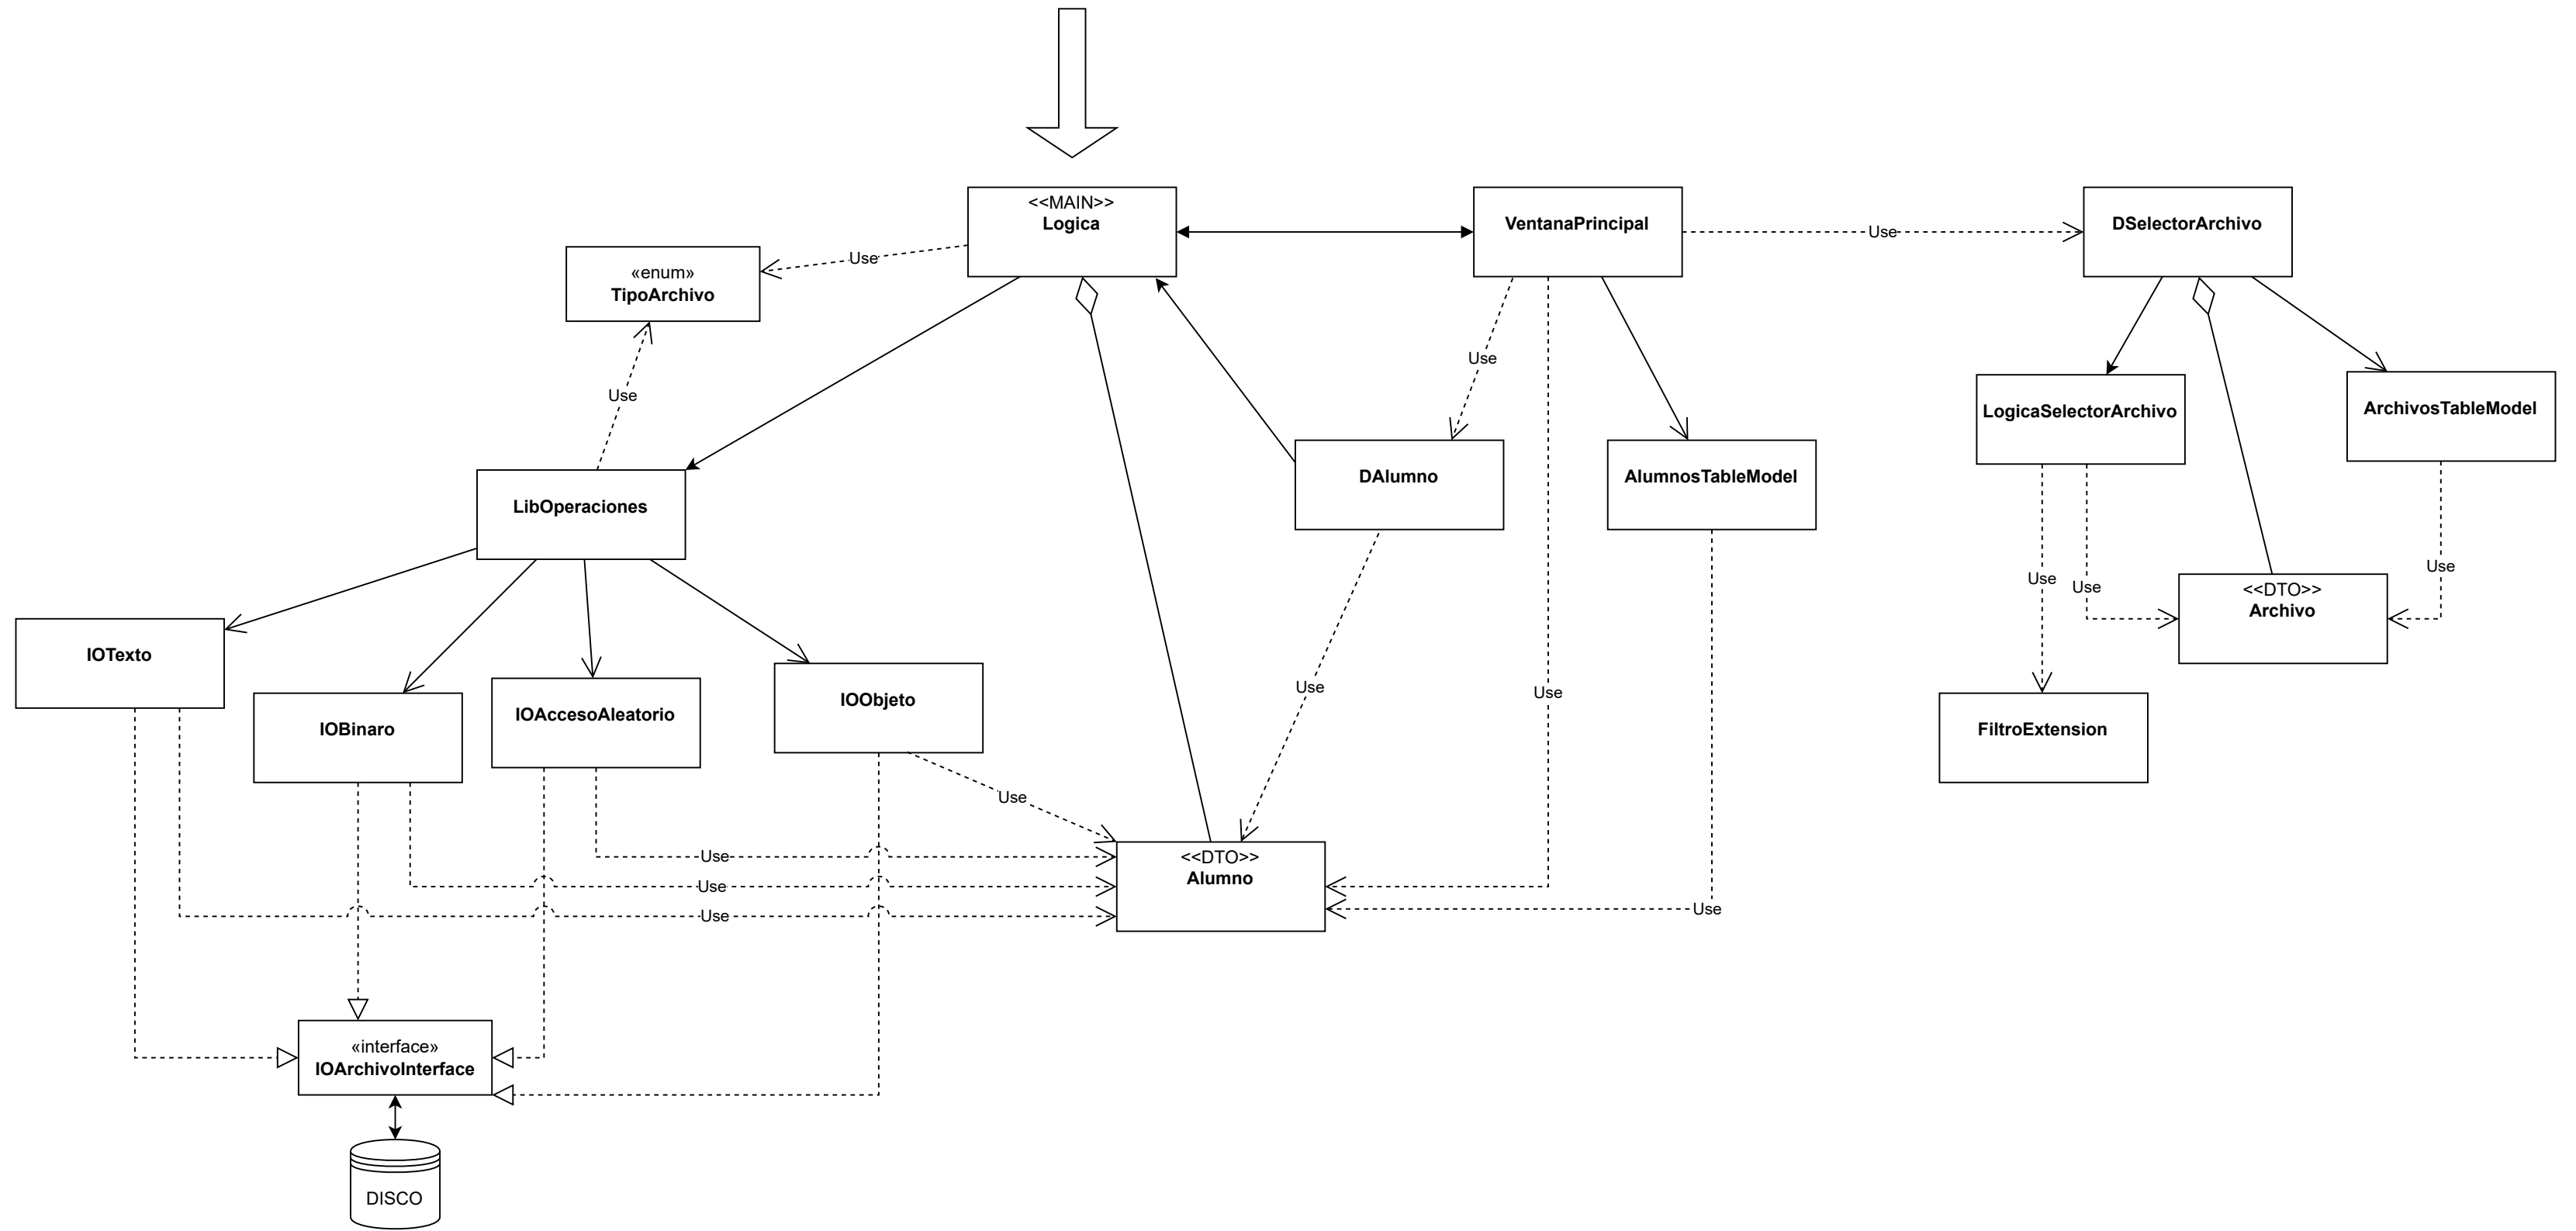 <<MAIN>>
Logica
VentanaPrincipal
DSelectorArchivo
Use
Use
«enum»
TipoArchivo
Use
Use
LogicaSelectorArchivo
ArchivosTableModel
LibOperaciones
DAlumno
AlumnosTableModel
Use
Use
Use
<<DTO>>
Archivo
IOTexto
IOBinaro
IOAccesoAleatorio
IOObjeto
Use
Use
FiltroExtension
Use
Use
Use
Use
<<DTO>>
Alumno
Use
«interface»
IOArchivoInterface
DISCO